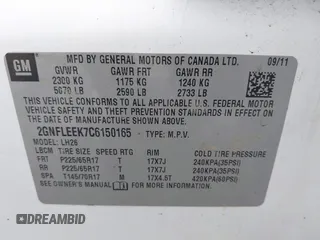 GM
MFD BY GENERAL MOTORS OF CANADA LTD. 09/11
GVWR GAWR FRT GAWR RR
2300 KG 1175 KG 1240 KG
5070 LB 2590 LB 2733 LB
THIS VEHICLE CONFORMS TO ALL APPLICABLE U.S. FEDERAL
MOTOR VEHICLE SAFETY AND THEFT PREVENTION STANDARDS
IN EFFECT ON THE DATE OF MANUFACTURE SHOWN ABOVE.
2GNFLEEK7C6150165 TYPE: M.P.V.
MODEL: LH26
LBCM TIRE SIZE SPEED RTG RIM COLD TIRE PRESSURE
FRT P225/65R17 T 17X7J 240KPA(35PSI)
RR P225/65R17 T 17X7J 240KPA(35PSI)
SPA T145/70R17 M 17X4.5T 420KPA(60PSI)
SEE OWNER'S MANUAL FOR ADDITIONAL INFORMATION.
© DREAMBID DREAMBID.COM